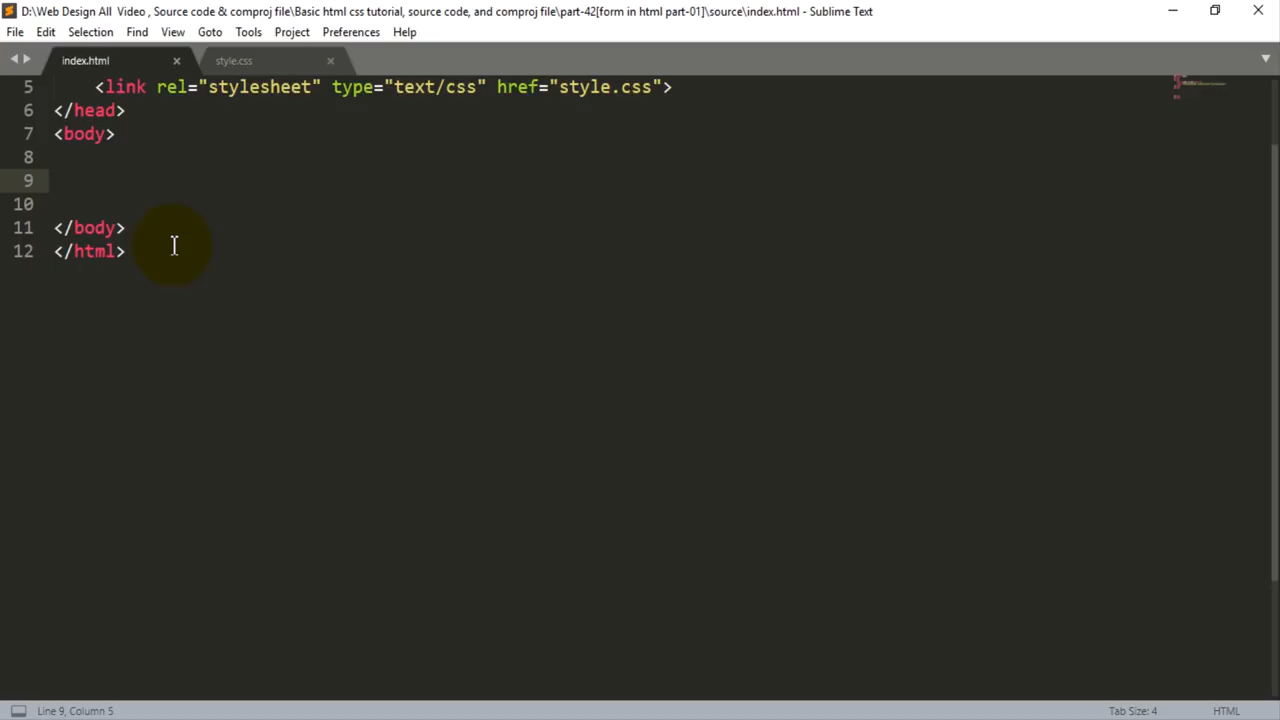 D:\Web Design All  Video , Source code & comproj file\Basic html css tutorial, source code, and comproj file\part-42[form in html part-01]\source\index.html - Sublime Text
File Edit Selection Find View Goto Tools Project Preferences Help
index.html style.css
5 <link rel="stylesheet" type="text/css" href="style.css">
6 </head>
7 <body>
8
9
10
11 </body>
12 </html>
Line 9, Column 5 Tab Size: 4 HTML